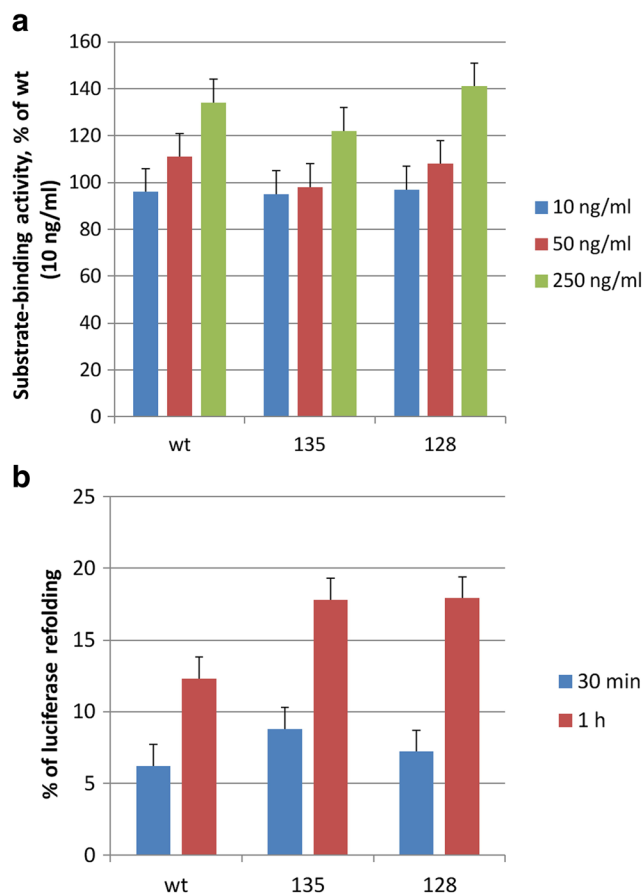 a
Substrate-binding activity, % of wt
(10 ng/ml)
160
140
120
100
80
60
40
20
0
wt 135 128
10 ng/ml
50 ng/ml
250 ng/ml
b
% of luciferase refolding
25
20
15
10
5
0
wt 135 128
30 min
1 h